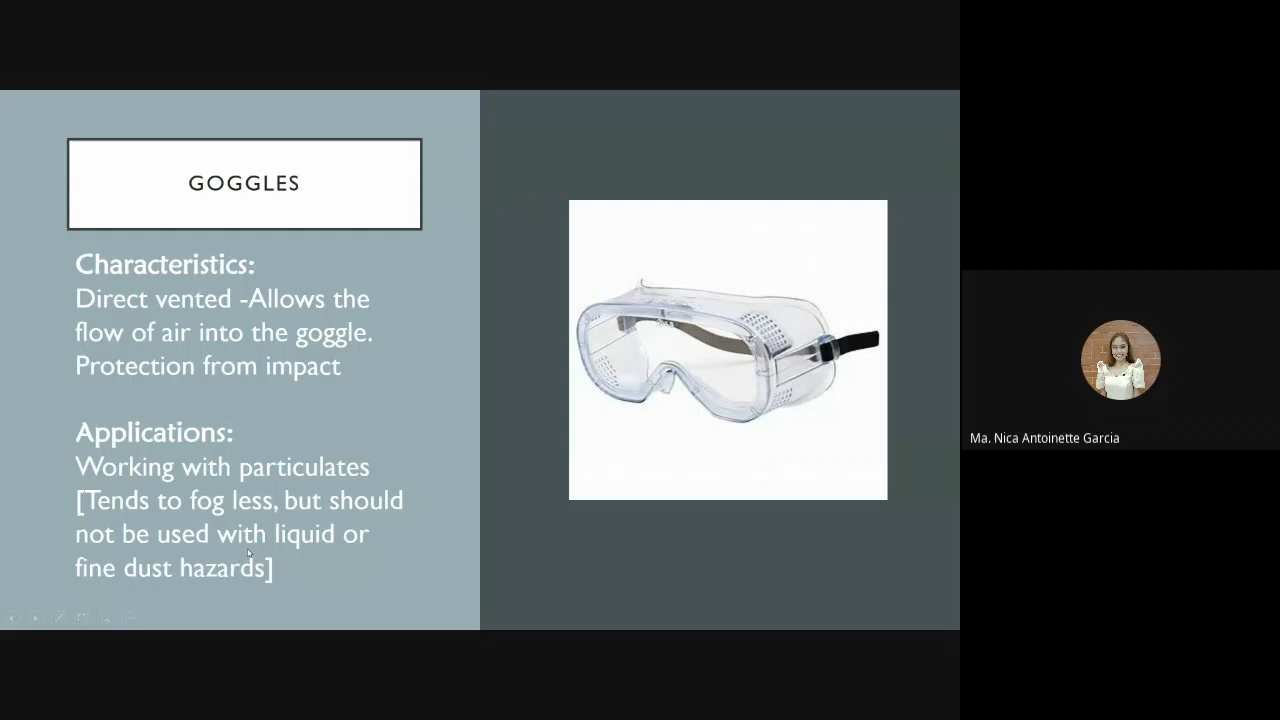 GOGGLES
Characteristics:
Direct vented -Allows the
flow of air into the goggle.
Protection from impact
Applications:
Working with particulates
[Tends to fog less, but should
not be used with liquid or
fine dust hazards]
Ma. Nica Antoinette Garcia